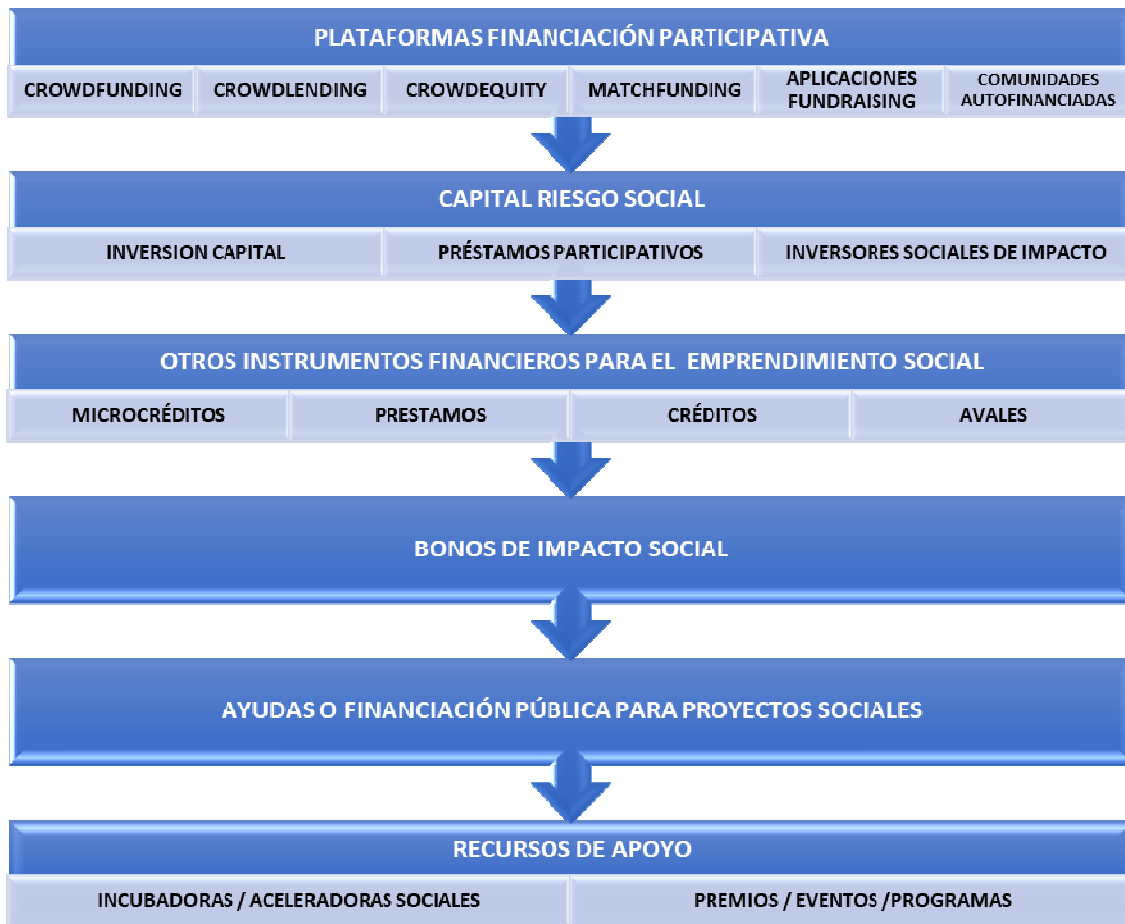 PLATAFORMAS FINANCIACIÓN PARTICIPATIVA
CROWDFUNDING
CROWDLENDING
CROWDEQUITY
MATCHFUNDING
APLICACIONES
FUNDRAISING
COMUNIDADES
AUTOFINANCIADAS
CAPITAL RIESGO SOCIAL
INVERSION CAPITAL
PRÉSTAMOS PARTICIPATIVOS
INVERSORES SOCIALES DE IMPACTO
OTROS INSTRUMENTOS FINANCIEROS PARA EL EMPRENDIMIENTO SOCIAL
MICROCRÉDITOS
PRESTAMOS
CRÉDITOS
AVALES
BONOS DE IMPACTO SOCIAL
AYUDAS O FINANCIACIÓN PÚBLICA PARA PROYECTOS SOCIALES
RECURSOS DE APOYO
INCUBADORAS / ACELERADORAS SOCIALES
PREMIOS / EVENTOS /PROGRAMAS